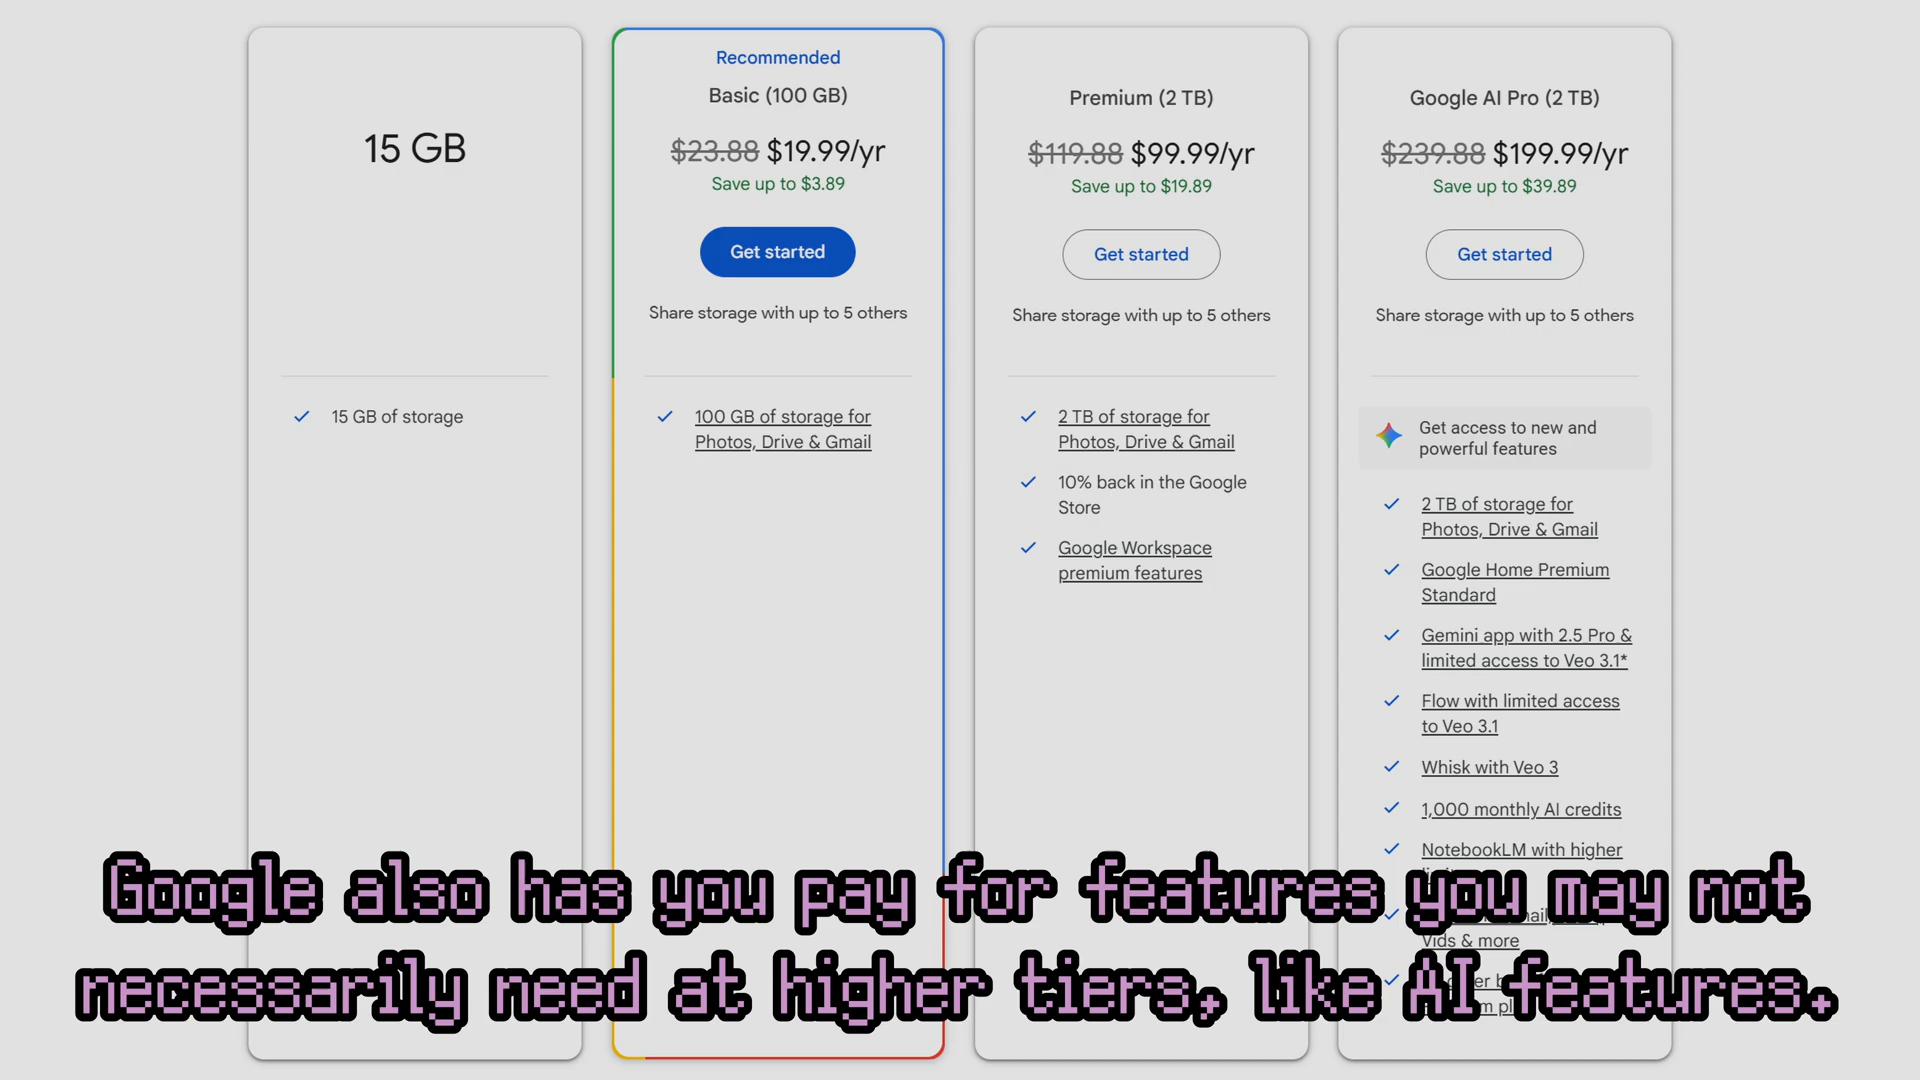 15 GB
15 GB of storage
Recommended
Basic (100 GB)
$23.88 $19.99/yr
Save up to $3.89
Get started
Share storage with up to 5 others
100 GB of storage for
Photos, Drive & Gmail
Premium (2 TB)
$119.88 $99.99/yr
Save up to $19.89
Get started
Share storage with up to 5 others
2 TB of storage for
Photos, Drive & Gmail
10% back in the Google
Store
Google Workspace
premium features
Google AI Pro (2 TB)
$239.88 $199.99/yr
Save up to $39.89
Get started
Share storage with up to 5 others
Get access to new and
powerful features
2 TB of storage for
Photos, Drive & Gmail
Google Home Premium
Standard
Gemini app with 2.5 Pro &
limited access to Veo 3.1*
Flow with limited access
to Veo 3.1
Whisk with Veo 3
1,000 monthly AI credits
NotebookLM with higher
Vids & more
Google also has you pay for features you may not
necessarily need at higher tiers, like AI features.